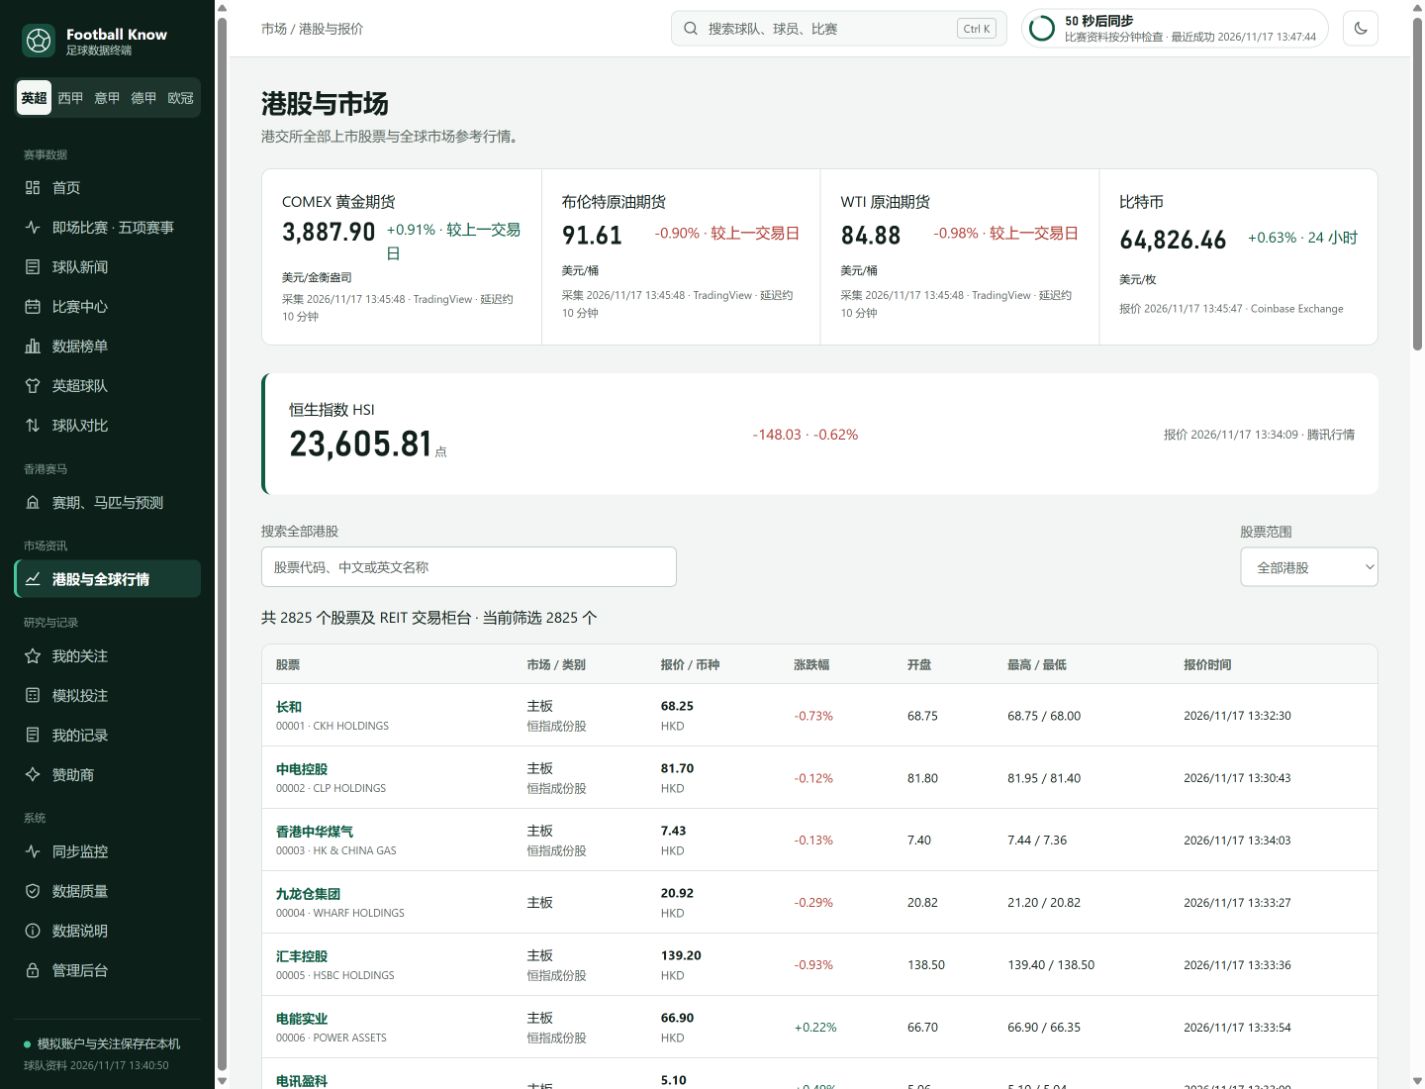 Football Know
足球数据终端
英超 西甲 意甲 德甲 欧冠
赛事数据
首页
即场比赛 · 五项赛事
球队新闻
比赛中心
数据榜单
英超球队
球队对比
香港赛马
赛期、马匹与预测
市场资讯
港股与全球行情
研究与记录
我的关注
模拟投注
我的记录
赞助商
系统
同步监控
数据质量
数据说明
管理后台
模拟账户与关注保存在本机
球队资料 2026/11/17 13:40:50
市场 / 港股与报价
搜索球队、球员、比赛 Ctrl K
50 秒后同步
比赛资料按分钟检查 · 最近成功 2026/11/17 13:47:44
港股与市场
港交所全部上市股票与全球市场参考行情。
COMEX 黄金期货
3,887.90 +0.91% · 较上一交易
日
美元/金衡盎司
采集 2026/11/17 13:45:48 · TradingView · 延迟约
10 分钟
布伦特原油期货
91.61 -0.90% · 较上一交易日
美元/桶
采集 2026/11/17 13:45:48 · TradingView · 延迟约
10 分钟
WTI 原油期货
84.88 -0.98% · 较上一交易日
美元/桶
采集 2026/11/17 13:45:48 · TradingView · 延迟约
10 分钟
比特币
64,826.46 +0.63% · 24 小时
美元/枚
报价 2026/11/17 13:45:47 · Coinbase Exchange
恒生指数 HSI
23,605.81 点
-148.03 · -0.62%
报价 2026/11/17 13:34:09 · 腾讯行情
搜索全部港股
股票代码、中文或英文名称
股票范围
全部港股
共 2825 个股票及 REIT 交易柜台 · 当前筛选 2825 个
股票 市场 / 类别 报价 / 币种 涨跌幅 开盘 最高 / 最低 报价时间
长和 主板 68.25 -0.73% 68.75 68.75 / 68.00 2026/11/17 13:32:30
00001 · CKH HOLDINGS 恒指成份股 HKD
中电控股 主板 81.70 -0.12% 81.80 81.95 / 81.40 2026/11/17 13:30:43
00002 · CLP HOLDINGS 恒指成份股 HKD
香港中华煤气 主板 7.43 -0.13% 7.40 7.44 / 7.36 2026/11/17 13:34:03
00003 · HK & CHINA GAS 恒指成份股 HKD
九龙仓集团 主板 20.92 -0.29% 20.82 21.20 / 20.82 2026/11/17 13:33:27
00004 · WHARF HOLDINGS HKD
汇丰控股 主板 139.20 -0.93% 138.50 139.40 / 138.50 2026/11/17 13:33:36
00005 · HSBC HOLDINGS 恒指成份股 HKD
电能实业 主板 66.90 +0.22% 66.70 66.90 / 66.35 2026/11/17 13:33:54
00006 · POWER ASSETS 恒指成份股 HKD
电讯盈科 5.10